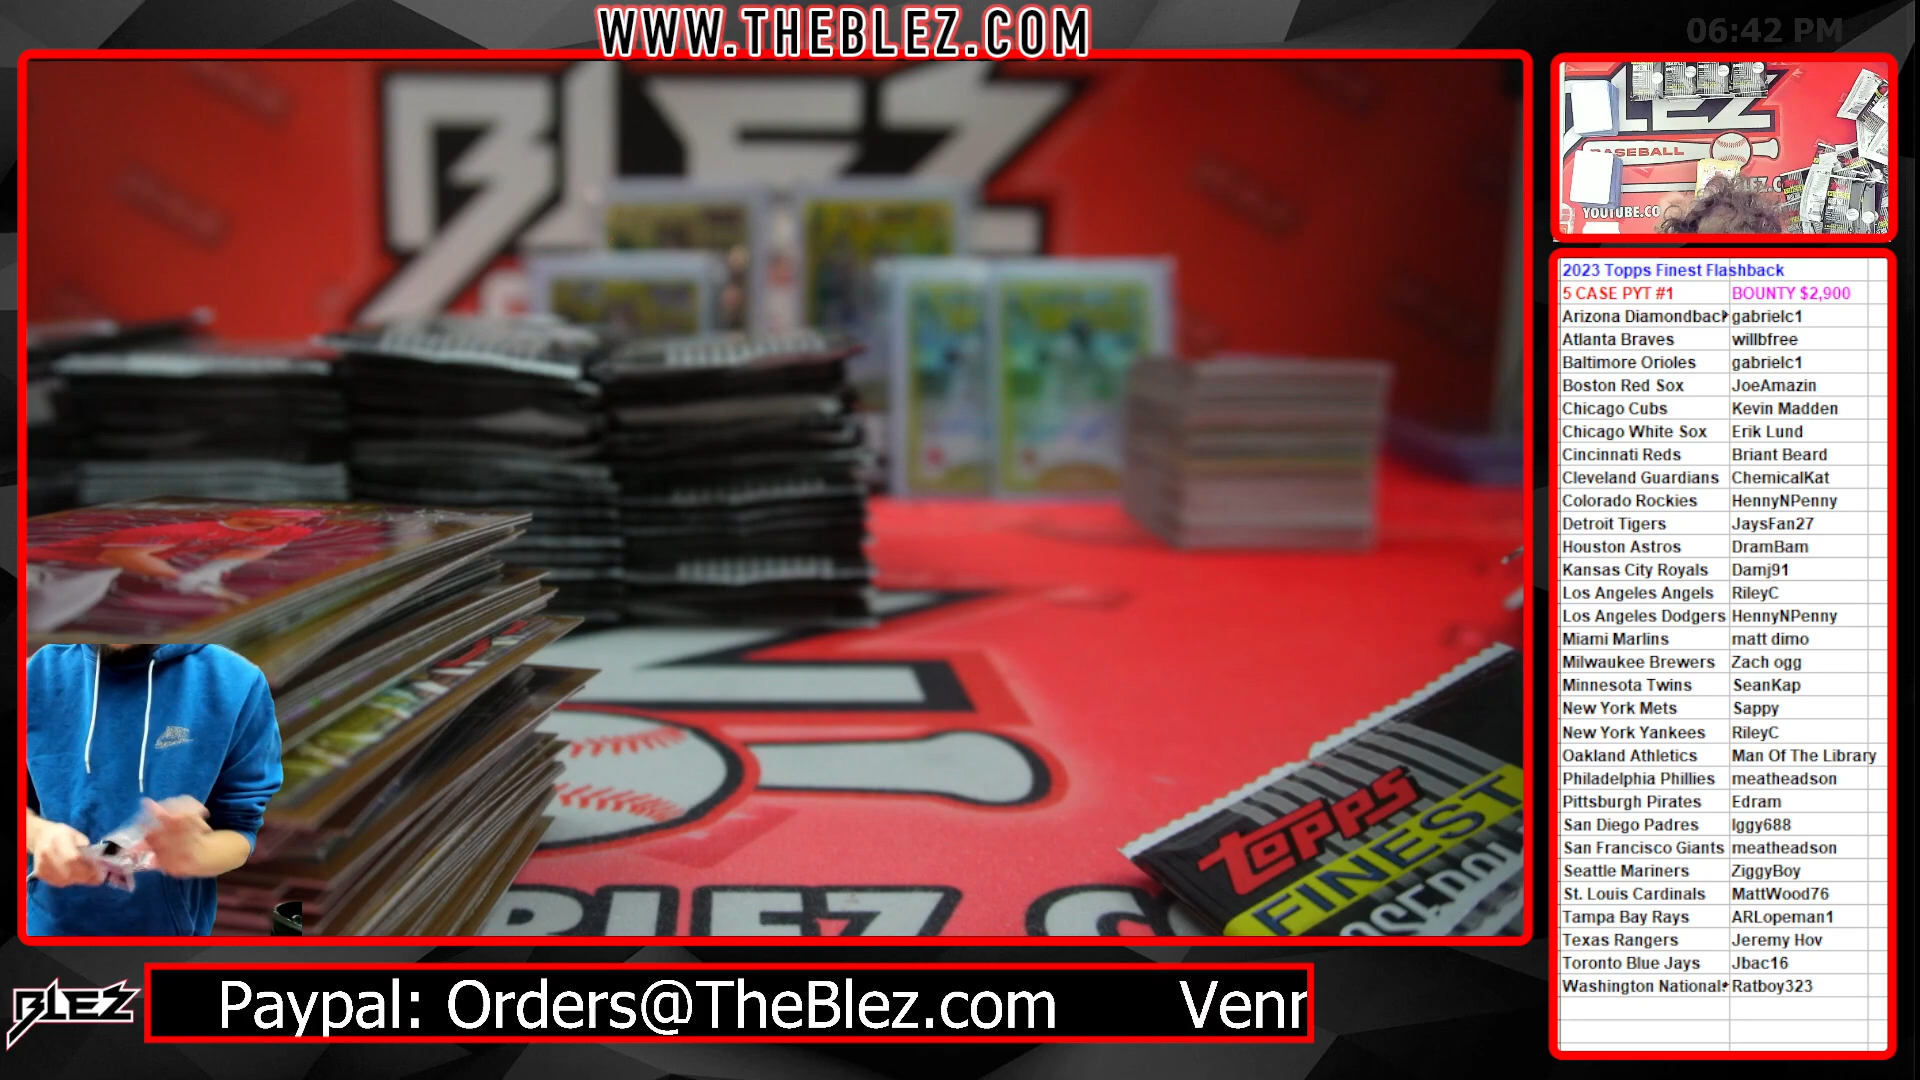 WWW.THEBLEZ.COM
06:42 PM
BLEZ
BLEZ
BASEBALL
YOUTUBE.CO
2023 Topps Finest Flashback
5 CASE PYT #1 BOUNTY $2,900
Arizona Diamondback gabrielc1
Atlanta Braves willbfree
Baltimore Orioles gabrielc1
Boston Red Sox JoeAmazin
Chicago Cubs Kevin Madden
Chicago White Sox Erik Lund
Cincinnati Reds Briant Beard
Cleveland Guardians ChemicalKat
Colorado Rockies HennyNPenny
Detroit Tigers JaysFan27
Houston Astros DramBam
Kansas City Royals Damj91
Los Angeles Angels RileyC
Los Angeles Dodgers HennyNPenny
Miami Marlins matt dimo
Milwaukee Brewers Zach ogg
Minnesota Twins SeanKap
New York Mets Sappy
New York Yankees RileyC
Oakland Athletics Man Of The Library
Philadelphia Phillies meatheadson
Pittsburgh Pirates Edram
San Diego Padres Iggy688
San Francisco Giants meatheadson
Seattle Mariners ZiggyBoy
St. Louis Cardinals MattWood76
Tampa Bay Rays ARLopeman1
Texas Rangers Jeremy Hov
Toronto Blue Jays Jbac16
Washington Nationals Ratboy323
topps
FINEST
BLEZ.C
BLEZ
Paypal: Orders@TheBlez.com Venm